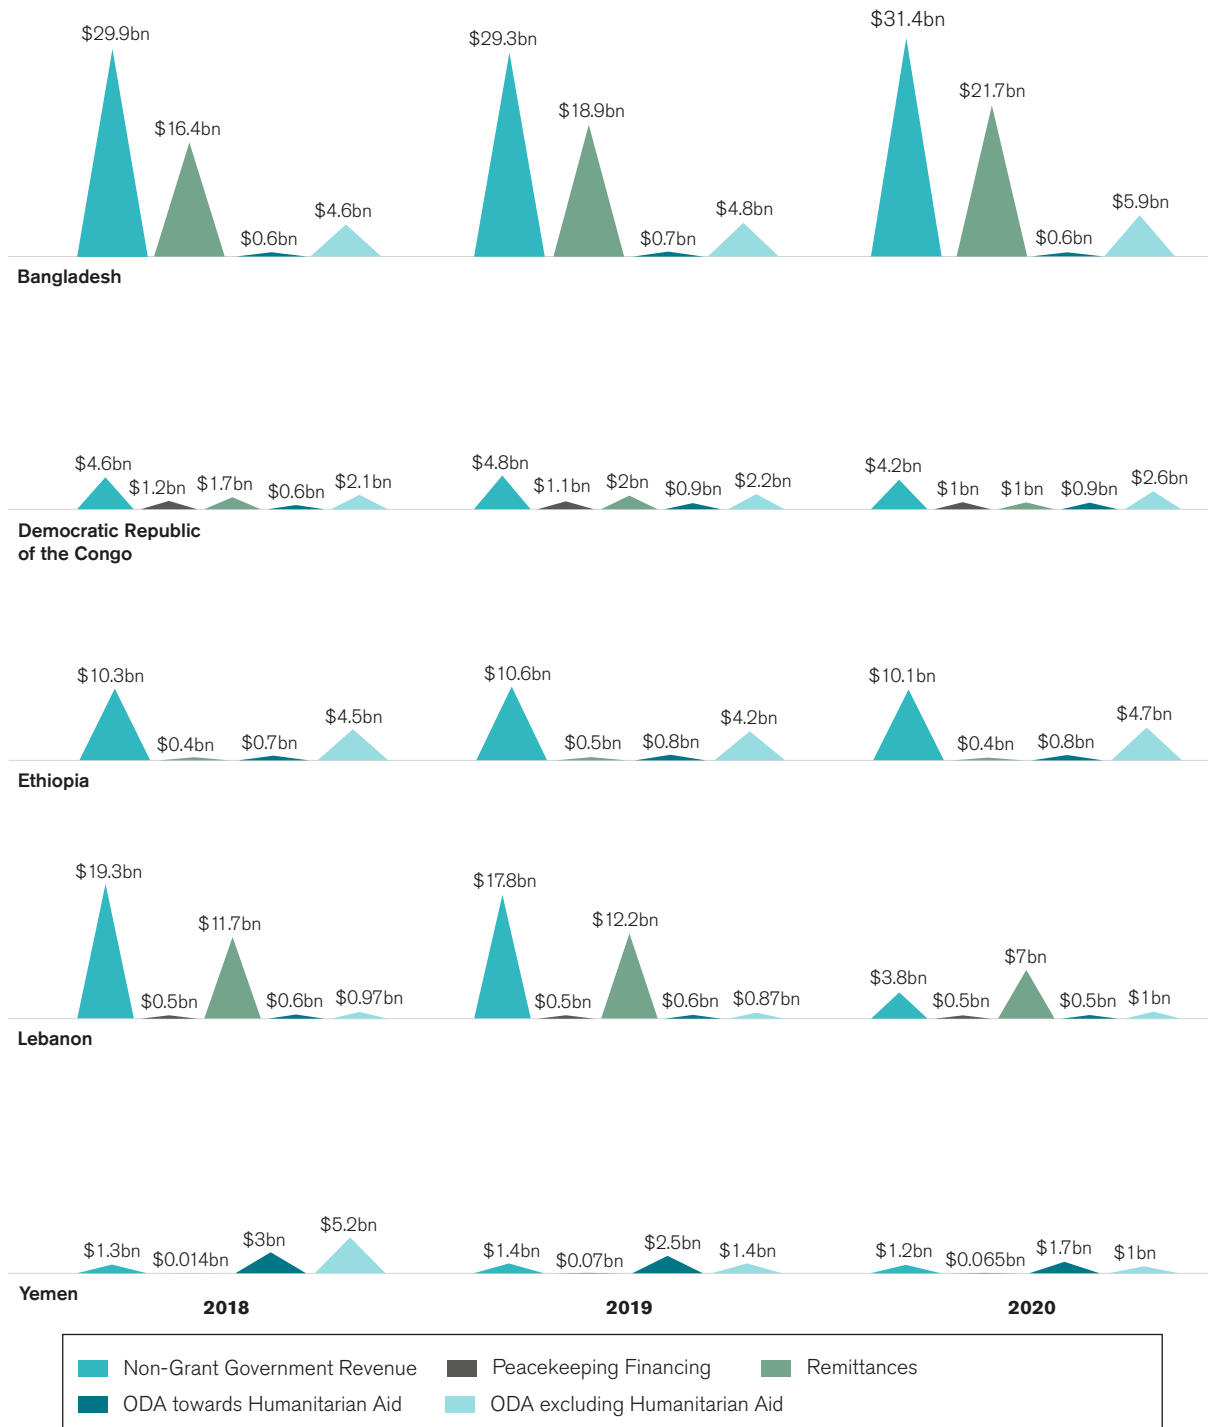 $29.9bn
$16.4bn
$0.6bn
$4.6bn
$29.3bn
$18.9bn
$0.7bn
$4.8bn
$31.4bn
$21.7bn
$0.6bn
$5.9bn
Bangladesh
$4.6bn
$1.2bn
$1.7bn
$0.6bn
$2.1bn
$4.8bn
$1.1bn
$2bn
$0.9bn
$2.2bn
$4.2bn
$1bn
$1bn
$0.9bn
$2.6bn
Democratic Republic
of the Congo
$10.3bn
$0.4bn
$0.7bn
$4.5bn
$10.6bn
$0.5bn
$0.8bn
$4.2bn
$10.1bn
$0.4bn
$0.8bn
$4.7bn
Ethiopia
$19.3bn
$0.5bn
$11.7bn
$0.6bn
$0.97bn
$17.8bn
$0.5bn
$12.2bn
$0.6bn
$0.87bn
$3.8bn
$0.5bn
$7bn
$0.5bn
$1bn
Lebanon
$1.3bn
$0.014bn
$3bn
$5.2bn
$1.4bn
$0.07bn
$2.5bn
$1.4bn
$1.2bn
$0.065bn
$1.7bn
$1bn
Yemen
2018
2019
2020
Non-Grant Government Revenue
Peacekeeping Financing
Remittances
ODA towards Humanitarian Aid
ODA excluding Humanitarian Aid